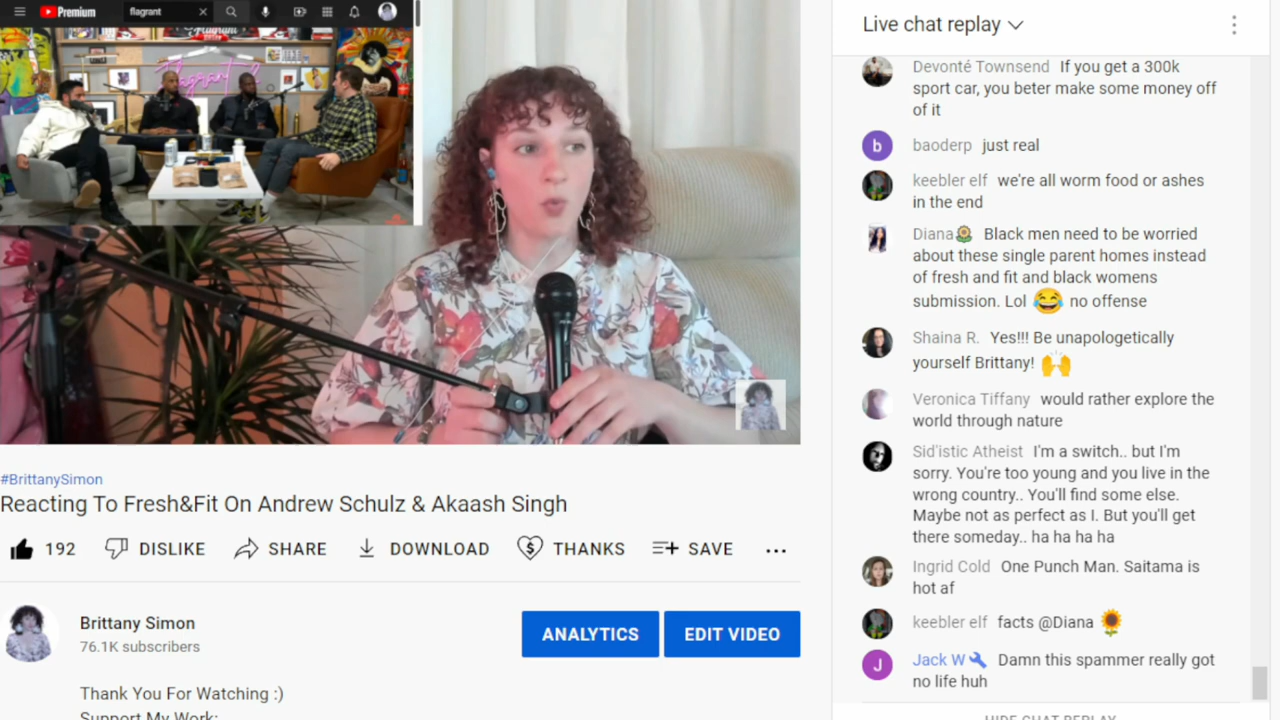 Premium
flagrant
Flagrant 2
#BrittanySimon
Reacting To Fresh&Fit On Andrew Schulz & Akaash Singh
192
DISLIKE
SHARE
DOWNLOAD
THANKS
SAVE
Brittany Simon
76.1K subscribers
ANALYTICS
EDIT VIDEO
Thank You For Watching :)
Support My Work:
Live chat replay
Devonté Townsend If you get a 300k
sport car, you beter make some money off
of it
b
baoderp just real
keebler elf we're all worm food or ashes
in the end
Diana🌻 Black men need to be worried
about these single parent homes instead
of fresh and fit and black womens
submission. Lol 😂 no offense
Shaina R. Yes!!! Be unapologetically
yourself Brittany! 🙌
Veronica Tiffany would rather explore the
world through nature
Sid'istic Atheist I'm a switch.. but I'm
sorry. You're too young and you live in the
wrong country.. You'll find some else.
Maybe not as perfect as I. But you'll get
there someday.. ha ha ha ha
Ingrid Cold One Punch Man. Saitama is
hot af
keebler elf facts @Diana 🌻
J
Jack W Damn this spammer really got
no life huh
HIDE CHAT REPLAY